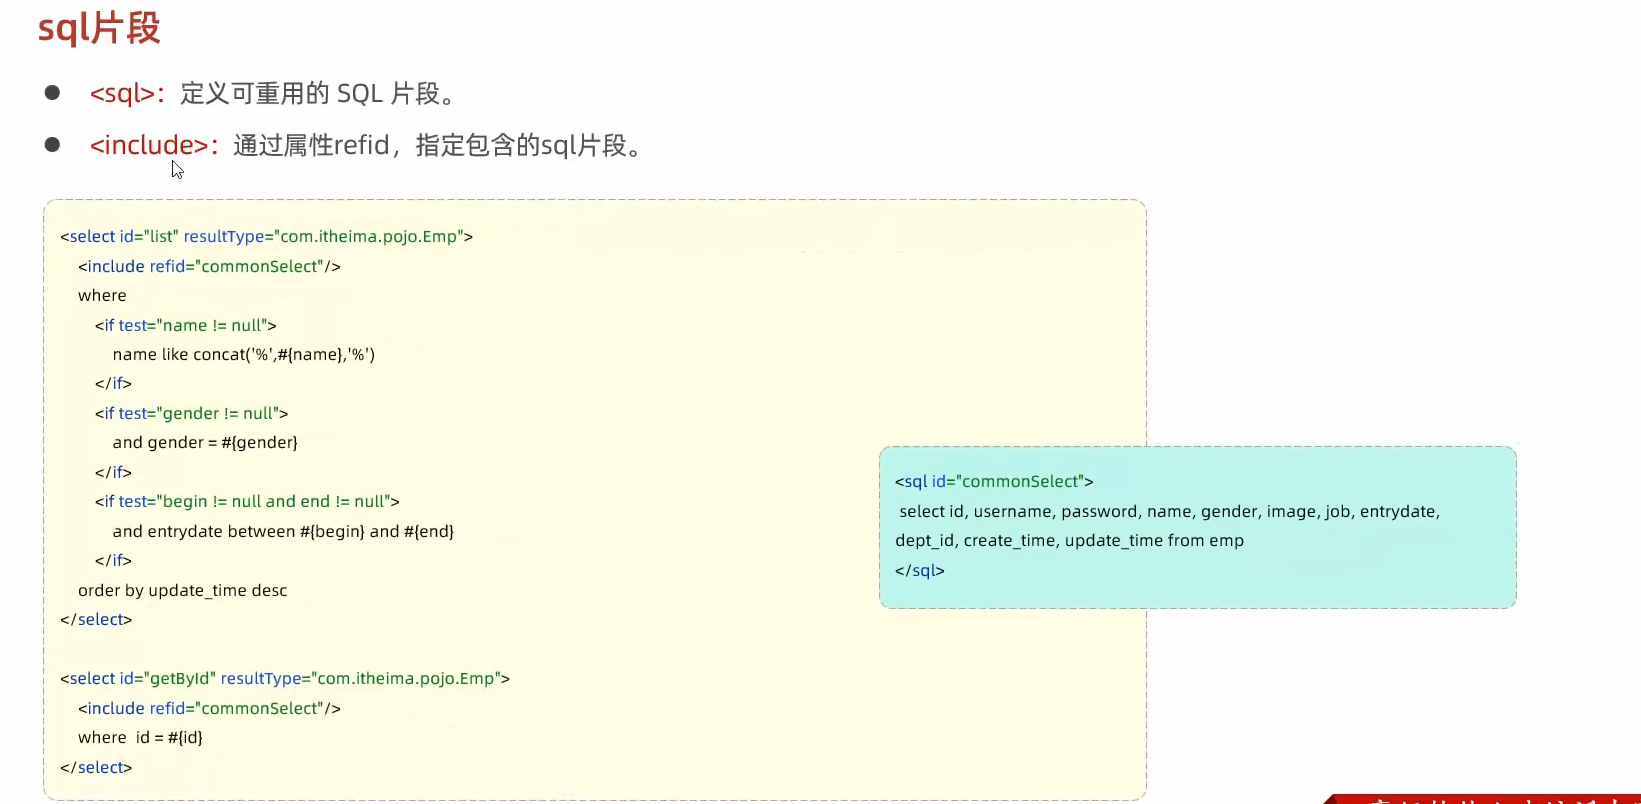 sql片段
<sql>：定义可重用的 SQL 片段。
<include>：通过属性refid，指定包含的sql片段。
<select id="list" resultType="com.itheima.pojo.Emp">
<include refid="commonSelect"/>
where
<if test="name != null">
name like concat('%',#{name},'%')
</if>
<if test="gender != null">
and gender = #{gender}
</if>
<if test="begin != null and end != null">
and entrydate between #{begin} and #{end}
</if>
order by update_time desc
</select>
<select id="getById" resultType="com.itheima.pojo.Emp">
<include refid="commonSelect"/>
where  id = #{id}
</select>
<sql id="commonSelect">
select id, username, password, name, gender, image, job, entrydate,
dept_id, create_time, update_time from emp
</sql>